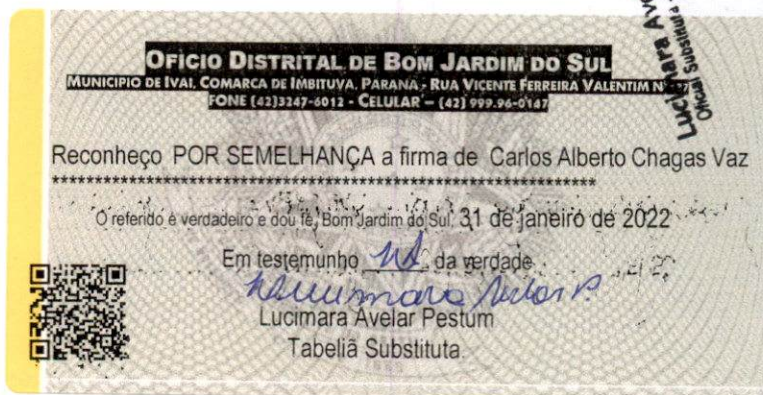 OFÍCIO DISTRITAL DE BOM JARDIM DO SUL
MUNICIPIO DE IVAI, COMARCA DE IMBITUVA, PARANA - RUA VICENTE FERREIRA VALENTIM Nº
FONE (42)3247-6012 - CELULAR – (42) 999.96-0147
Lucimara Ave
Oficial Substituta
Reconheço POR SEMELHANÇA a firma de Carlos Alberto Chagas Vaz
************************************************************
O referido é verdadeiro e dou fé, Bom Jardim do Sul, 31 de janeiro de 2022
Em testemunho da verdade
Lucimara Avelar Pestum
Tabeliã Substituta.